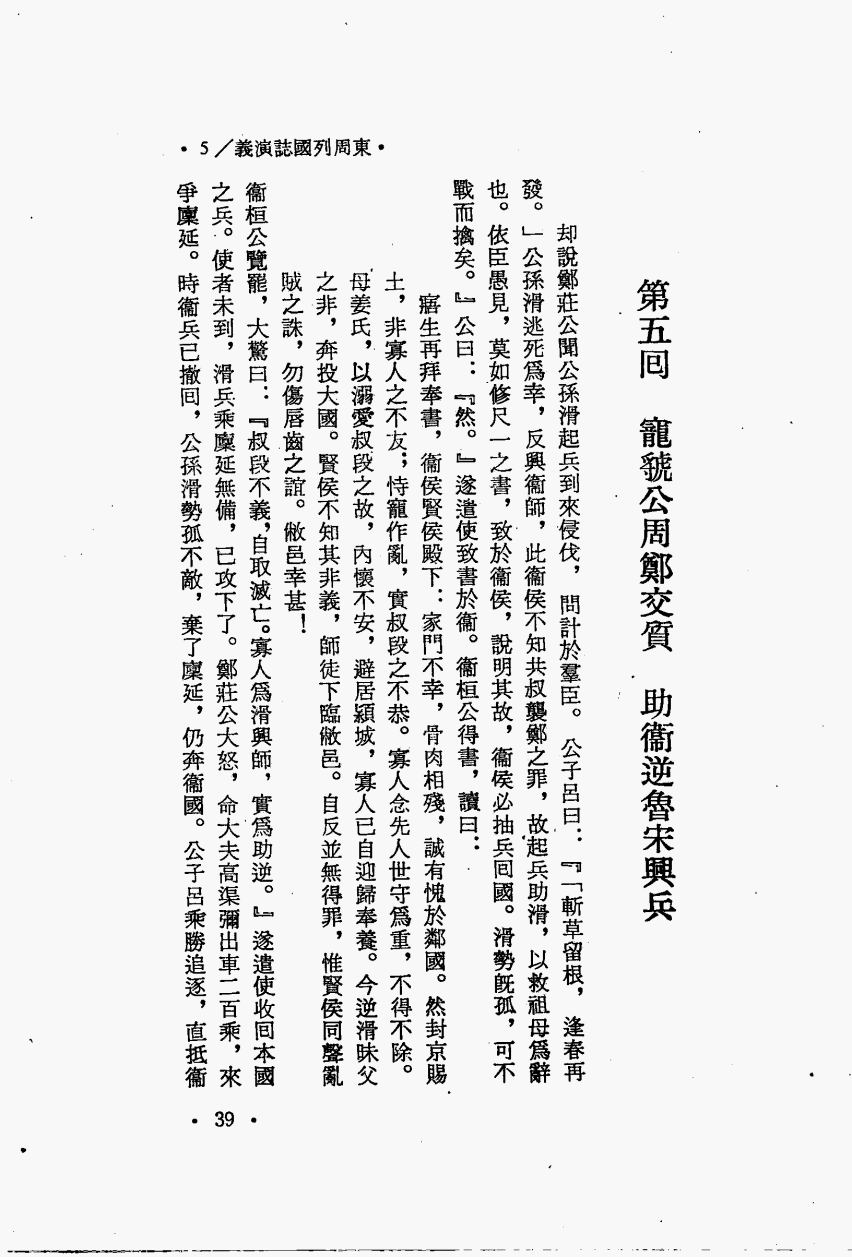 •東周列國誌演義／5•
第五回　寵虢公周鄭交質　助衞逆魯宋興兵
却說鄭莊公聞公孫滑起兵到來侵伐，問計於羣臣。公子呂曰：『「斬草留根，逢春再
發。」公孫滑逃死爲幸，反興衞師，此衞侯不知共叔襲鄭之罪，故起兵助滑，以救祖母爲辭
也。依臣愚見，莫如修尺一之書，致於衞侯，說明其故，衞侯必抽兵回國。滑勢旣孤，可不
戰而擒矣。』公曰：『然。』遂遣使致書於衞。衞桓公得書，讀曰：
寤生再拜奉書，衞侯賢侯殿下：家門不幸，骨肉相殘，誠有愧於鄰國。然封京賜
土，非寡人之不友；恃寵作亂，實叔段之不恭。寡人念先人世守爲重，不得不除。
母姜氏，以溺愛叔段之故，內懷不安，避居潁城，寡人已自迎歸奉養。今逆滑昧父
之非，奔投大國。賢侯不知其非義，師徒下臨敝邑。自反並無得罪，惟賢侯同聲亂
賊之誅，勿傷唇齒之誼。敝邑幸甚！
衞桓公覽罷，大驚曰：『叔段不義，自取滅亡。寡人爲滑興師，實爲助逆。』遂遣使收回本國
之兵。使者未到，滑兵乘廩延無備，已攻下了。鄭莊公大怒，命大夫高渠彌出車二百乘，來
爭廩延。時衞兵已撤回，公孫滑勢孤不敵，棄了廩延，仍奔衞國。公子呂乘勝追逐，直抵衞
•39•